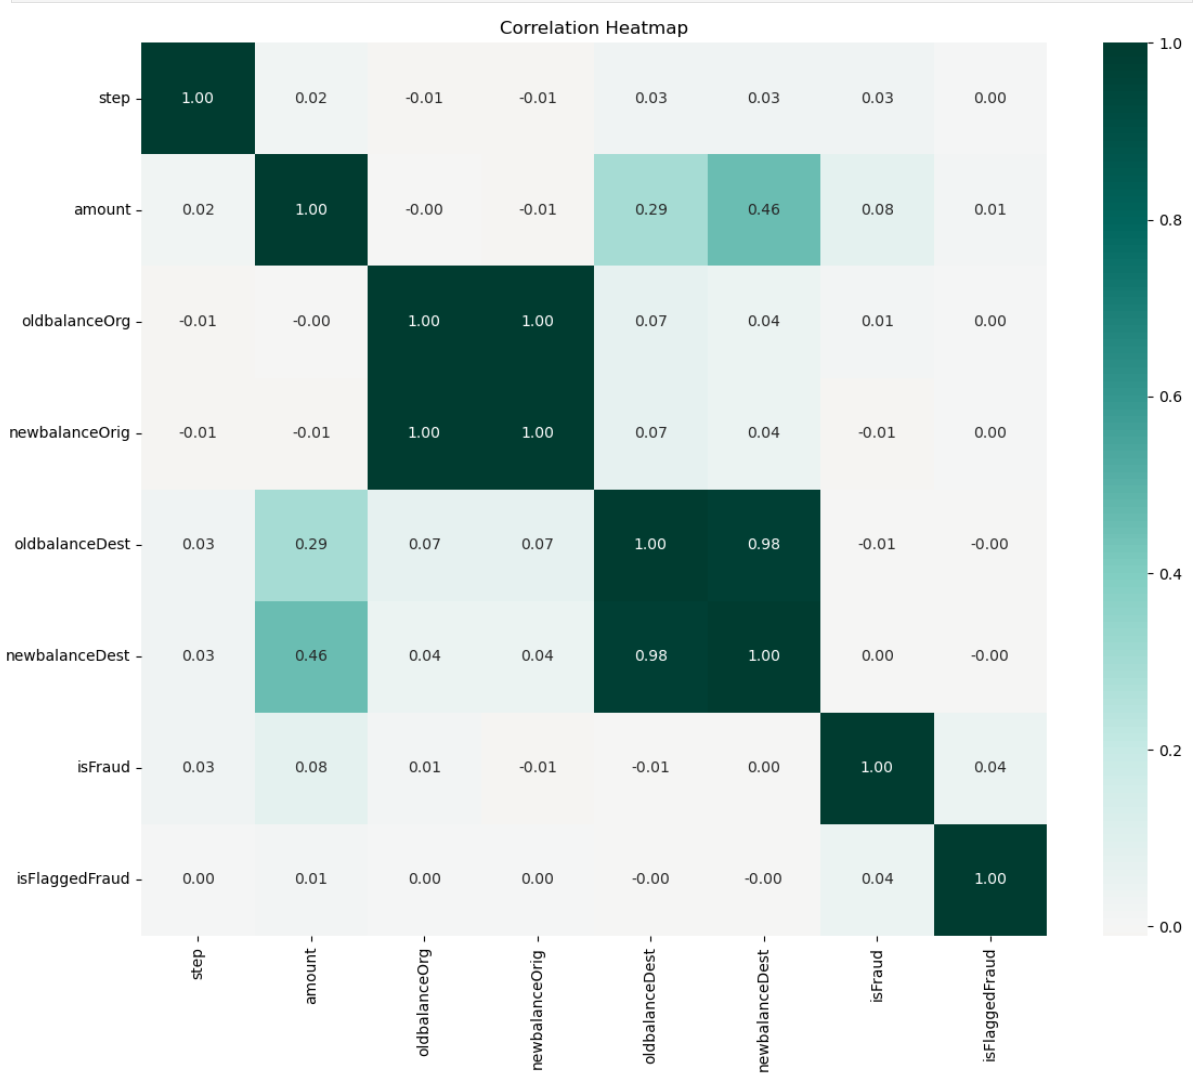 Correlation Heatmap
step 1.00 0.02 -0.01 -0.01 0.03 0.03 0.03 0.00
amount 0.02 1.00 -0.00 -0.01 0.29 0.46 0.08 0.01
oldbalanceOrg -0.01 -0.00 1.00 1.00 0.07 0.04 0.01 0.00
newbalanceOrig -0.01 -0.01 1.00 1.00 0.07 0.04 -0.01 0.00
oldbalanceDest 0.03 0.29 0.07 0.07 1.00 0.98 -0.01 -0.00
newbalanceDest 0.03 0.46 0.04 0.04 0.98 1.00 0.00 -0.00
isFraud 0.03 0.08 0.01 -0.01 -0.01 0.00 1.00 0.04
isFlaggedFraud 0.00 0.01 0.00 0.00 -0.00 -0.00 0.04 1.00
step amount oldbalanceOrg newbalanceOrig oldbalanceDest newbalanceDest isFraud isFlaggedFraud
1.0
0.8
0.6
0.4
0.2
0.0